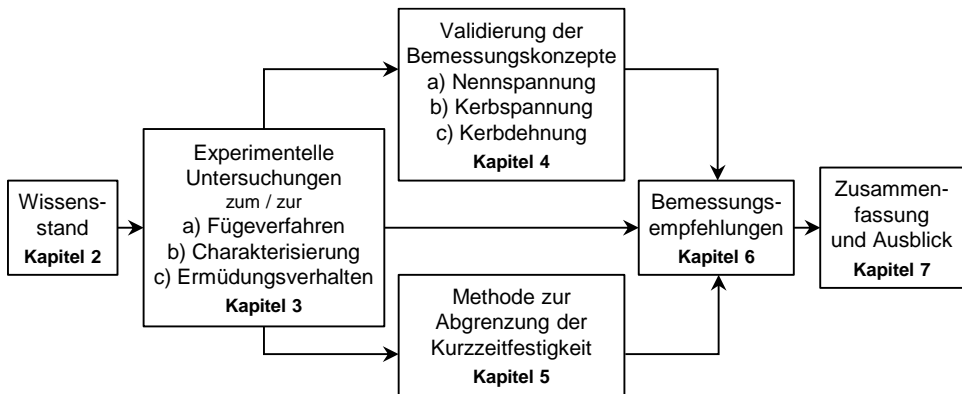 Wissens-
stand
Kapitel 2
Experimentelle
Untersuchungen
zum / zur
a) Fügeverfahren
b) Charakterisierung
c) Ermüdungsverhalten
Kapitel 3
Validierung der
Bemessungskonzepte
a) Nennspannung
b) Kerbspannung
c) Kerbdehnung
Kapitel 4
Methode zur
Abgrenzung der
Kurzzeitfestigkeit
Kapitel 5
Bemessungs-
empfehlungen
Kapitel 6
Zusammen-
fassung
und Ausblick
Kapitel 7